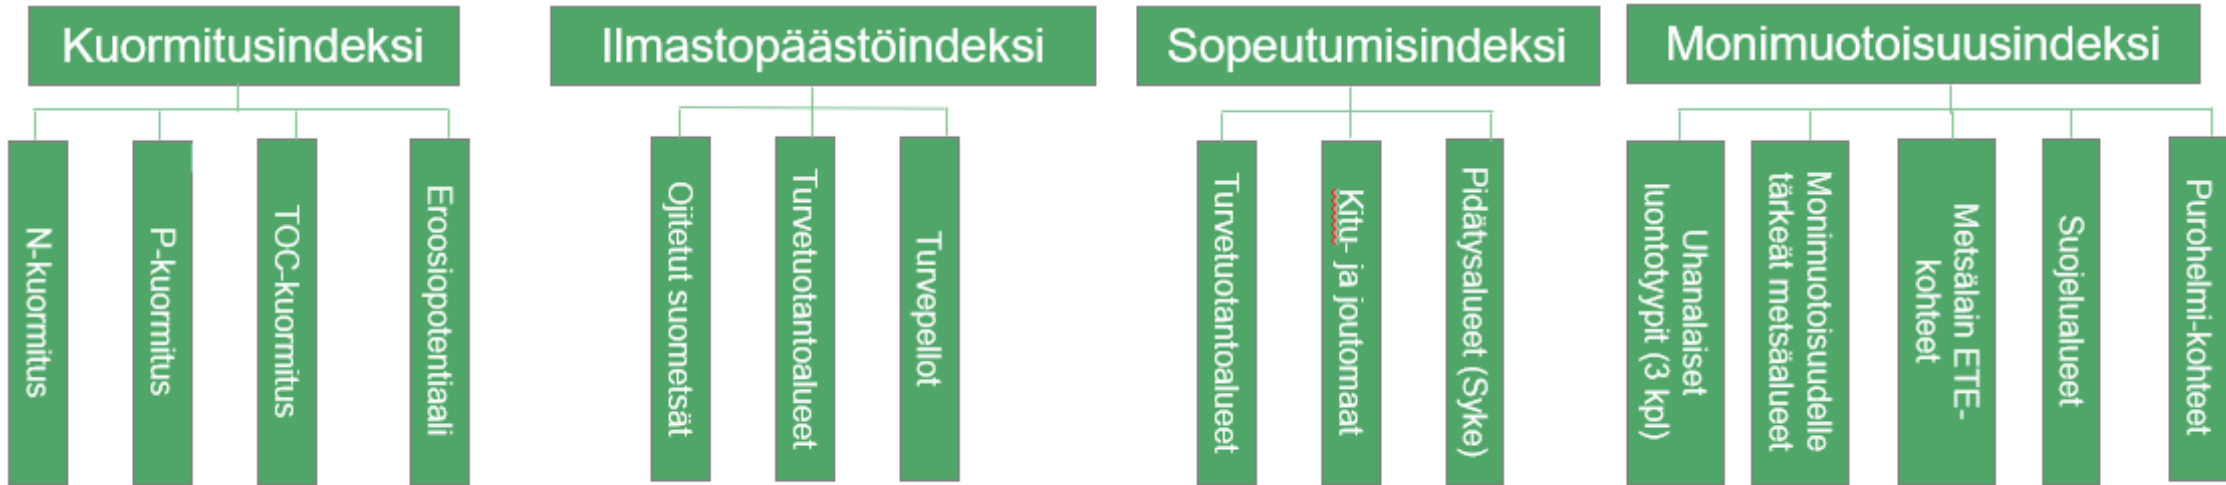 Kuormitusindeksi
N-kuormitus
P-kuormitus
TOC-kuormitus
Eroosiopotentiaali
Ilmastopäästöindeksi
Ojitetut suometsät
Turvetuotantoalueet
Turvepellot
Sopeutumisindeksi
Turvetuotantoalueet
Kitu- ja joutomaat
Pidätysalueet (Syke)
Monimuotoisuusindeksi
Uhanalaiset
luontotyypit (3 kpl)
Monimuotoisuudelle
tärkeät metsäalueet
Metsälain ETE-
kohteet
Suojelualueet
Purohelmi-kohteet